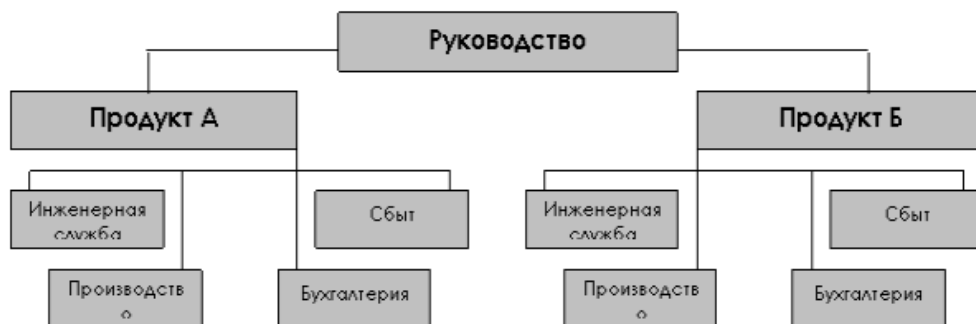 Руководство
Продукт А
Продукт Б
Инженерная
служба
Сбыт
Инженерная
служба
Сбыт
Производств
о
Бухгалтерия
Производств
о
Бухгалтерия